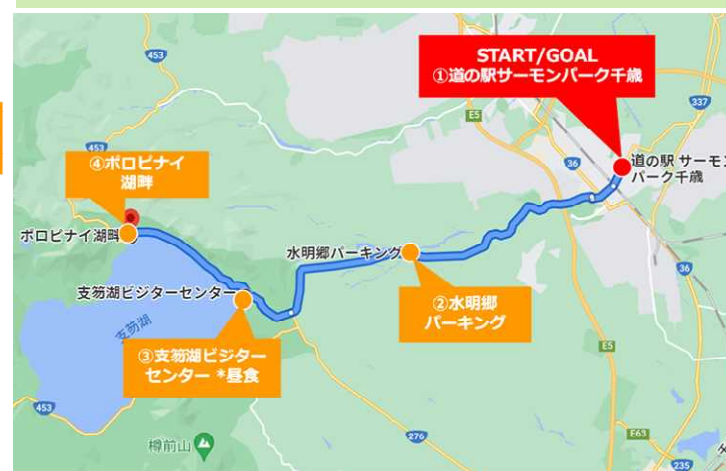 START/GOAL
①道の駅サーモンパーク千歳
453
337
E5
36
道の駅 サーモン
パーク千歳
453
④ポロピナイ
湖畔
ポロピナイ湖畔
水明郷パーキング
36
支笏湖ビジターセンター
②水明郷
パーキング
支笏湖
③支笏湖ビジター
センター *昼食
E5
453
276
樽前山
E63
235